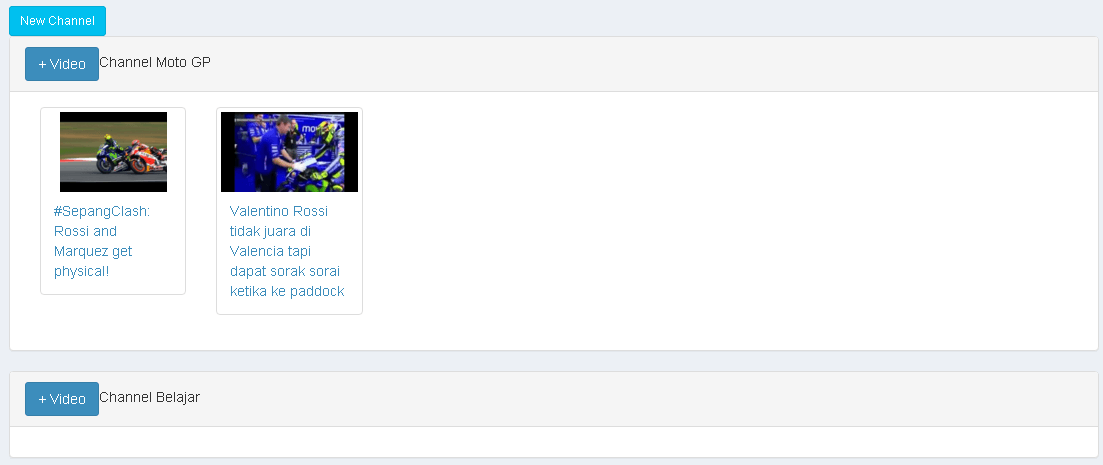 New Channel
+ Video Channel Moto GP
#SepangClash:
Rossi and
Marquez get
physical!
Valentino Rossi
tidak juara di
Valencia tapi
dapat sorak sorai
ketika ke paddock
+ Video Channel Belajar